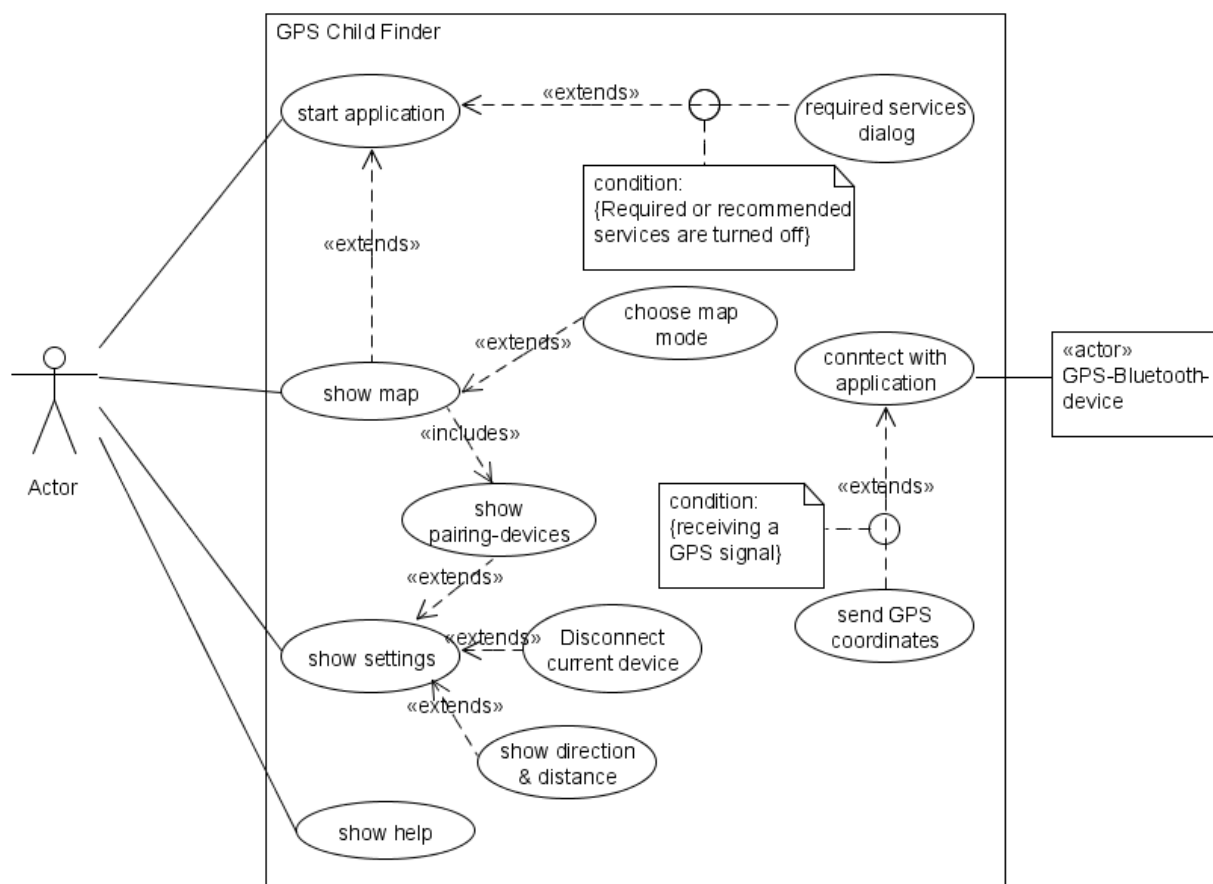 GPS Child Finder
«extends»
start application
required services
dialog
condition:
{Required or recommended
services are turned off}
«extends»
choose map
mode
«extends»
conntect with
application
«actor»
GPS-Bluetooth-
device
show map
«includes»
Actor
show
pairing-devices
condition:
{receiving a
GPS signal}
«extends»
«extends»
send GPS
coordinates
show settings
«extends»
Disconnect
current device
«extends»
show direction
& distance
show help